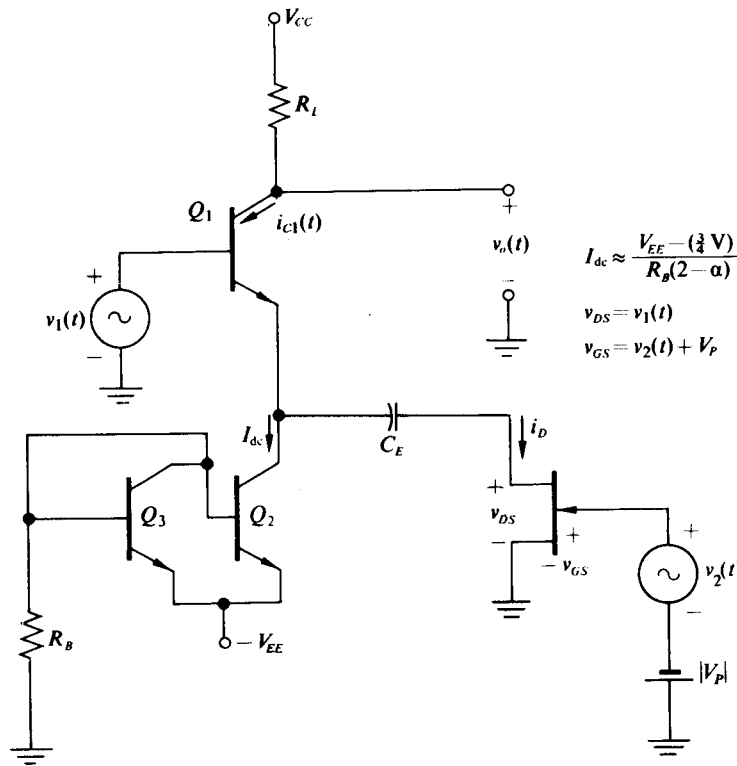 V_CC
R_L
Q_1
i_C1(t)
+
v_o(t)
−
+
v_1(t)
−
I_dc ≈ (V_EE − (3/4 V)) / (R_B(2 − α))
v_DS = v_1(t)
v_GS = v_2(t) + V_P
I_dc
C_E
i_D
Q_3
Q_2
+
v_DS
−
+
− v_GS
+
v_2(t
−
R_B
− V_EE
|V_P|